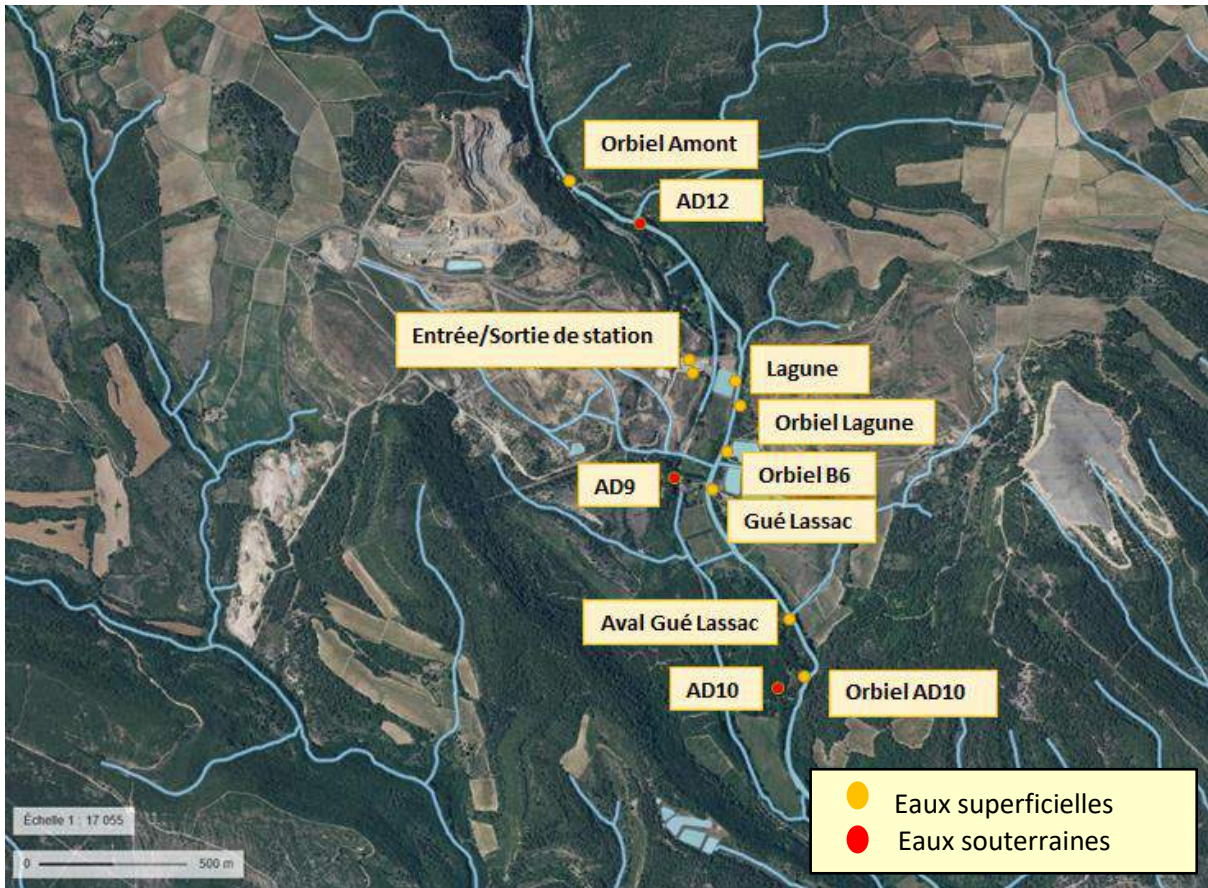 Orbiel Amont
AD12
Entrée/Sortie de station
Lagune
Orbiel Lagune
AD9
Orbiel B6
Gué Lassac
Aval Gué Lassac
AD10
Orbiel AD10
Eaux superficielles
Eaux souterraines
Échelle 1 : 17 055
0 500 m